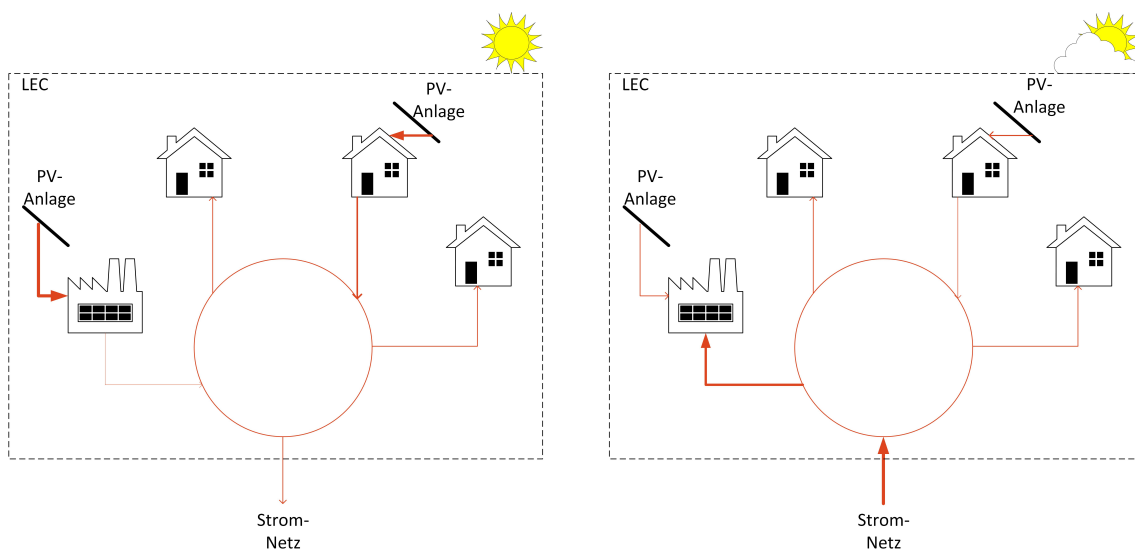 LEC
PV-
Anlage
PV-
Anlage
Strom-
Netz
LEC
PV-
Anlage
PV-
Anlage
Strom-
Netz